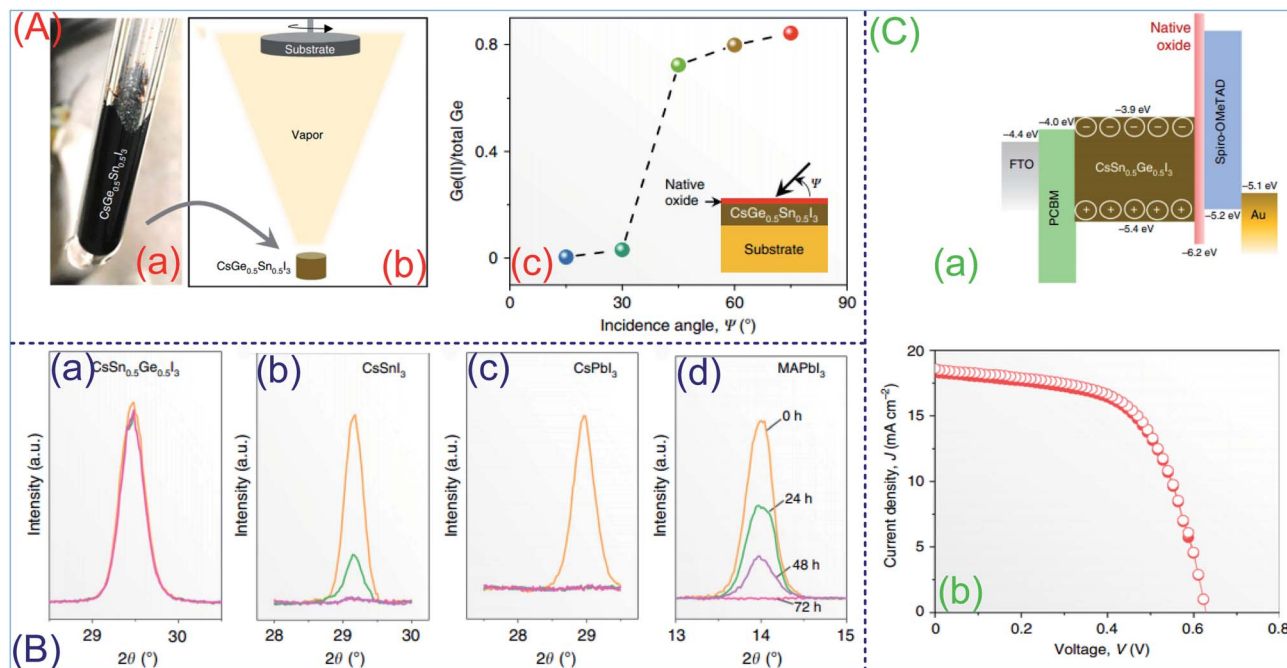 (A)
CsGe0.5Sn0.5I3
(a)
Substrate
Vapor
CsGe0.5Sn0.5I3
(b)
Ge(II)/total Ge
0.8
0.4
0
(c)
Native
oxide
Ψ
CsGe0.5Sn0.5I3
Substrate
0
30
60
90
Incidence angle, Ψ (°)
(B)
(a)
CsSn0.5Ge0.5I3
Intensity (a.u.)
29
30
2θ (°)
(b)
CsSnI3
Intensity (a.u.)
28
29
30
2θ (°)
(c)
CsPbI3
Intensity (a.u.)
28
29
2θ (°)
(d)
MAPbI3
0 h
24 h
48 h
72 h
Intensity (a.u.)
13
14
15
2θ (°)
(C)
Native
oxide
−3.9 eV
−4.0 eV
−4.4 eV
FTO
PCBM
CsSn0.5Ge0.5I3
−5.4 eV
−6.2 eV
Spiro-OMeTAD
−5.2 eV
−5.1 eV
Au
(a)
Current density, J (mA cm−2)
20
15
10
5
0
(b)
0
0.2
0.4
0.6
0.8
Voltage, V (V)